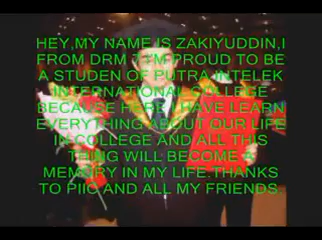 HEY,MY NAME IS ZAKIYUDDIN,I
FROM DRM 11,I'M PROUD TO BE
A STUDEN OF PUTRA INTELEK
INTERNATIONAL COLLEGE
BECAUSE HERE I HAVE LEARN
EVERYTHING ABOUT OUR LIFE
IN COLLEGE AND ALL THIS
THING WILL BECOME A
MEMORY IN MY LIFE.THANKS
TO PIIC AND ALL MY FRIENDS.